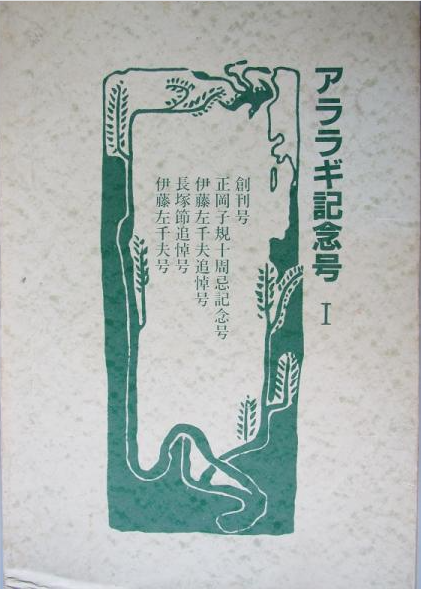 アララギ記念号 I
創刊号
正岡子規十周忌記念号
伊藤左千夫追悼号
長塚節追悼号
伊藤左千夫号